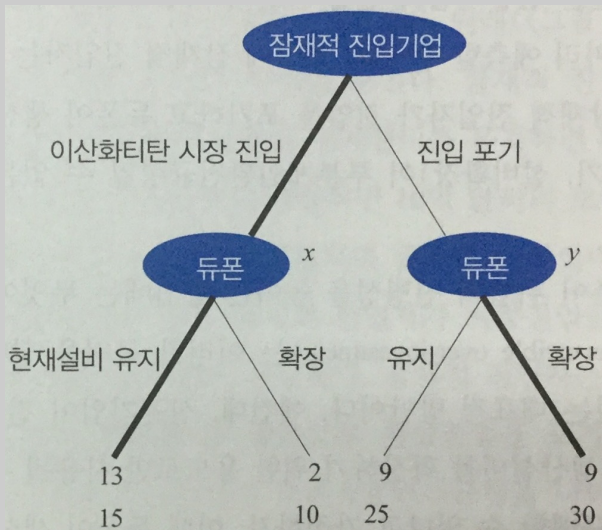 잠재적 진입기업
이산화티탄 시장 진입 진입 포기
듀폰 x 듀폰 y
현재설비 유지 확장 유지 확장
13 2 9 9
15 10 25 30